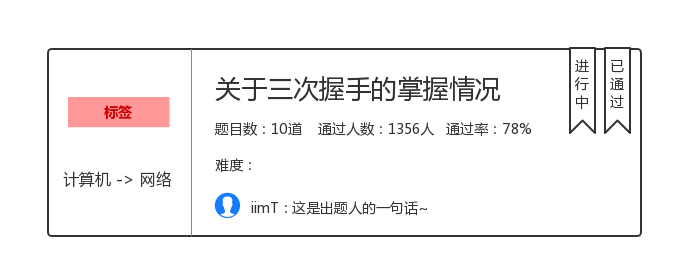 标签
计算机 -> 网络
关于三次握手的掌握情况
题目数：10道 通过人数：1356人 通过率：78%
难度：
iimT：这是出题人的一句话~
进行中
已通过